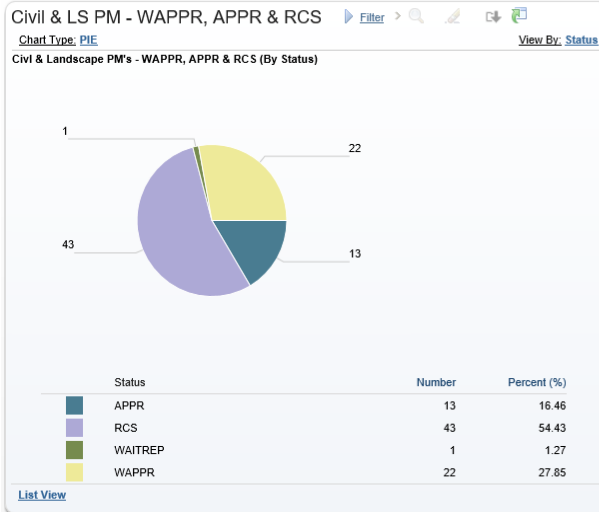 Civil & LS PM - WAPPR, APPR & RCS Filter
Chart Type: PIE View By: Status
Civl & Landscape PM's - WAPPR, APPR & RCS (By Status)
1
22
43
13
Status Number Percent (%)
APPR 13 16.46
RCS 43 54.43
WAITREP 1 1.27
WAPPR 22 27.85
List View